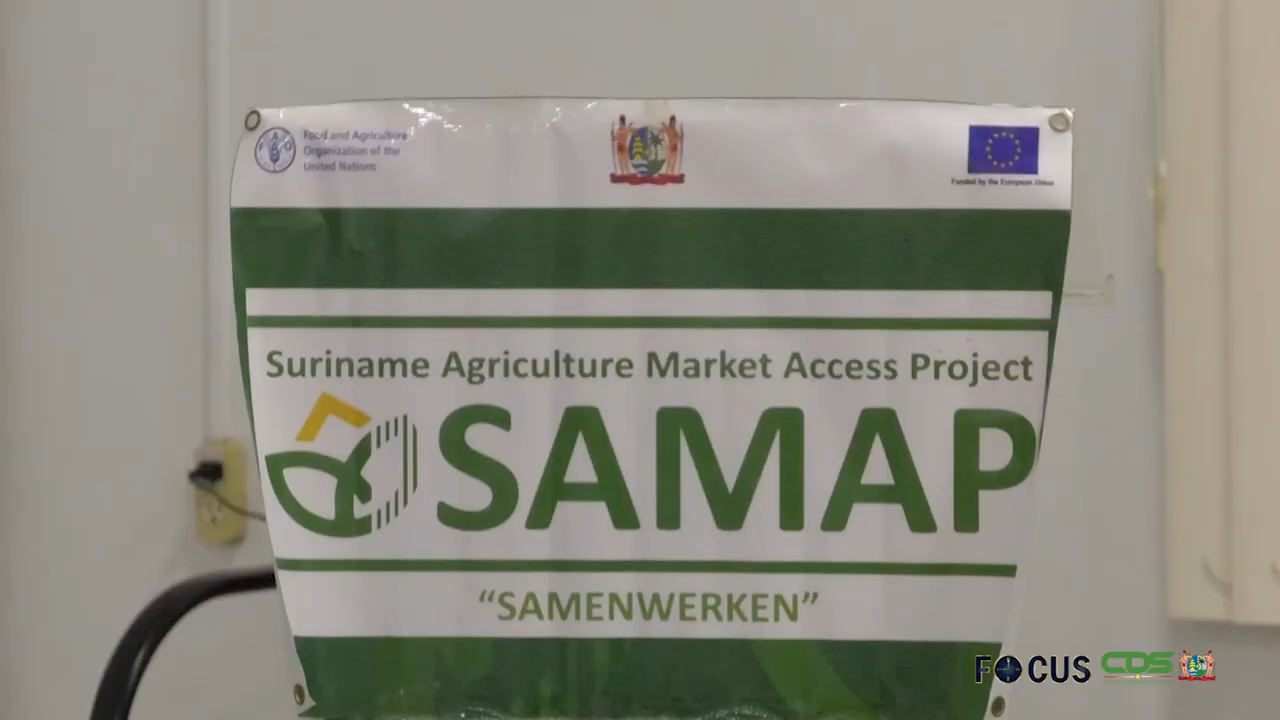 Food and Agriculture
Organization of the
United Nations
Funded by the European Union
Suriname Agriculture Market Access Project
SAMAP
“SAMENWERKEN”
FOCUS CDS